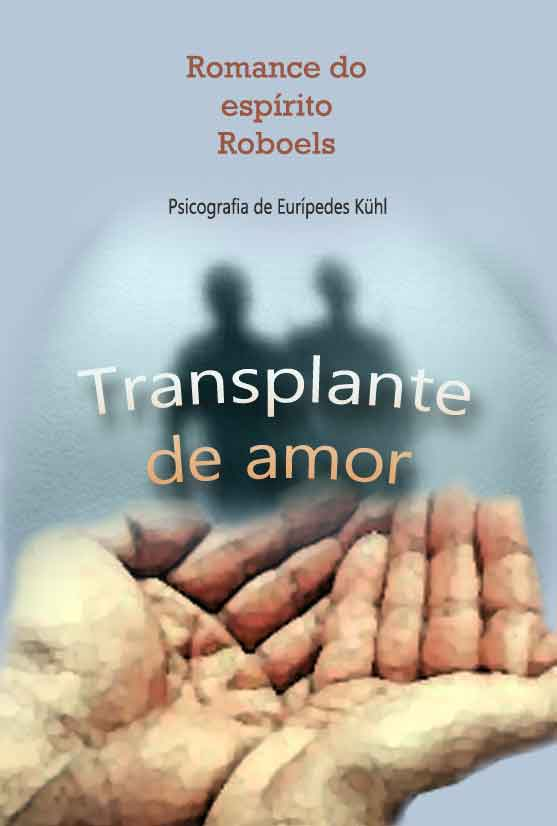 Romance do
espírito
Roboels
Psicografia de Eurípedes Kühl
Transplante
de amor